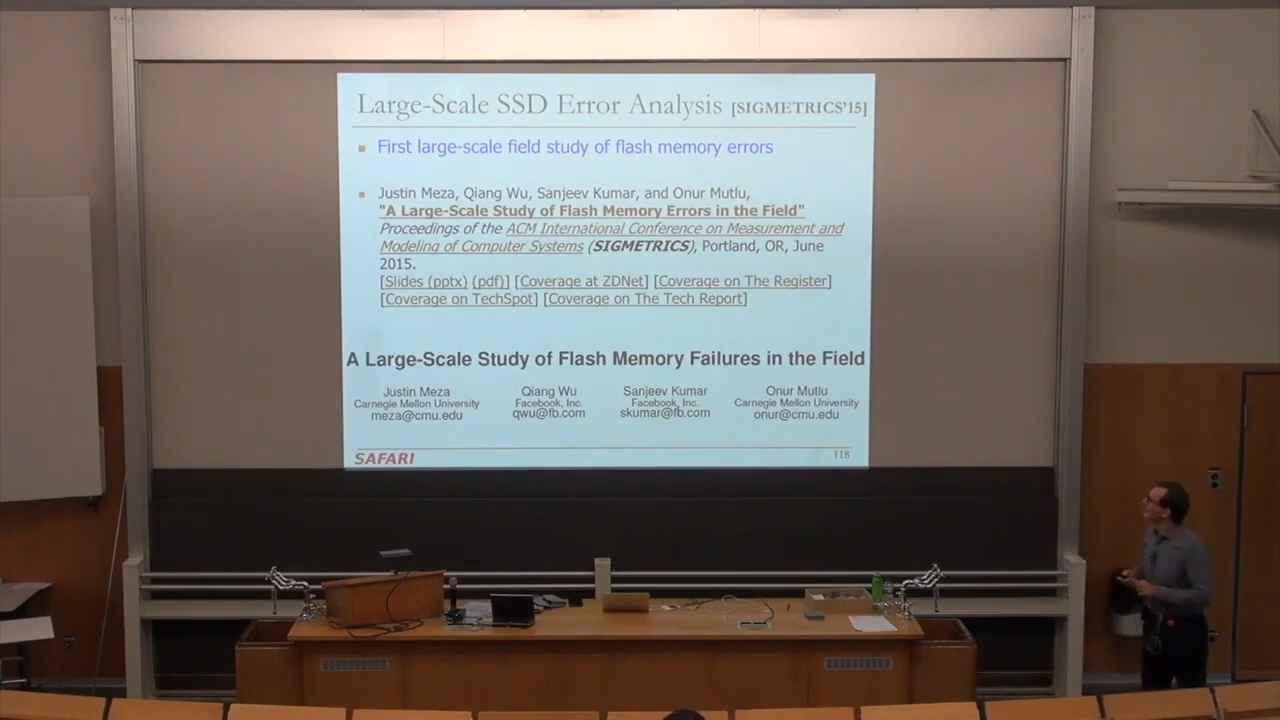 Large-Scale SSD Error Analysis [SIGMETRICS'15]
First large-scale field study of flash memory errors
Justin Meza, Qiang Wu, Sanjeev Kumar, and Onur Mutlu,
"A Large-Scale Study of Flash Memory Errors in the Field"
Proceedings of the ACM International Conference on Measurement and
Modeling of Computer Systems (SIGMETRICS), Portland, OR, June
2015.
[Slides (pptx) (pdf)] [Coverage at ZDNet] [Coverage on The Register]
[Coverage on TechSpot] [Coverage on The Tech Report]
A Large-Scale Study of Flash Memory Failures in the Field
Justin Meza Qiang Wu Sanjeev Kumar Onur Mutlu
Carnegie Mellon University Facebook, Inc. Facebook, Inc. Carnegie Mellon University
meza@cmu.edu qwu@fb.com skumar@fb.com onur@cmu.edu
SAFARI 118